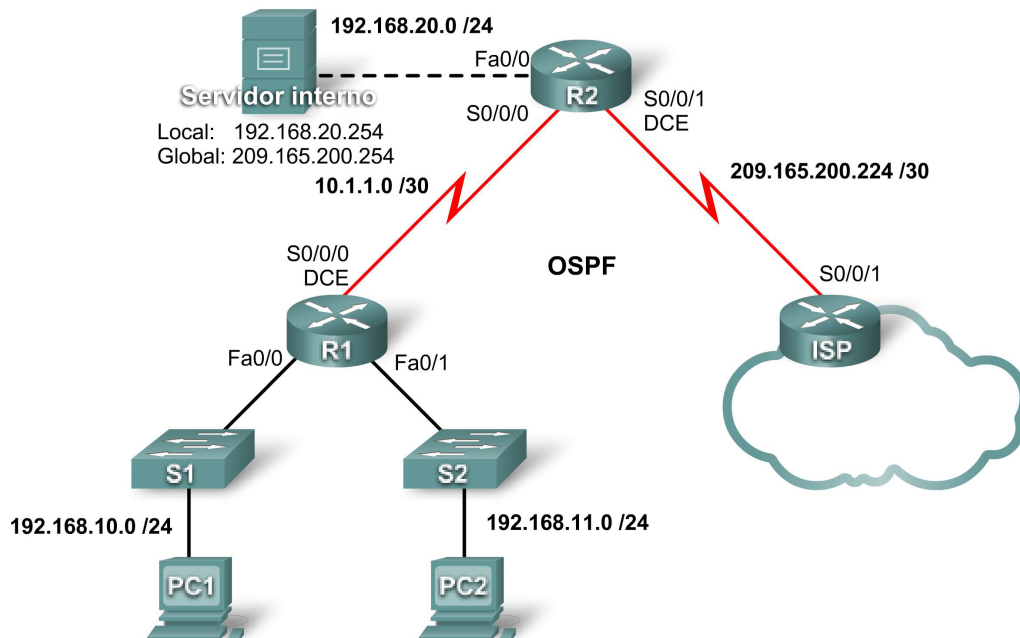 192.168.20.0 /24
Fa0/0
R2
Servidor interno
S0/0/0
S0/0/1
DCE
Local: 192.168.20.254
Global: 209.165.200.254
10.1.1.0 /30
209.165.200.224 /30
S0/0/0
DCE
OSPF
S0/0/1
R1
ISP
Fa0/0
Fa0/1
S1
S2
192.168.10.0 /24
192.168.11.0 /24
PC1
PC2